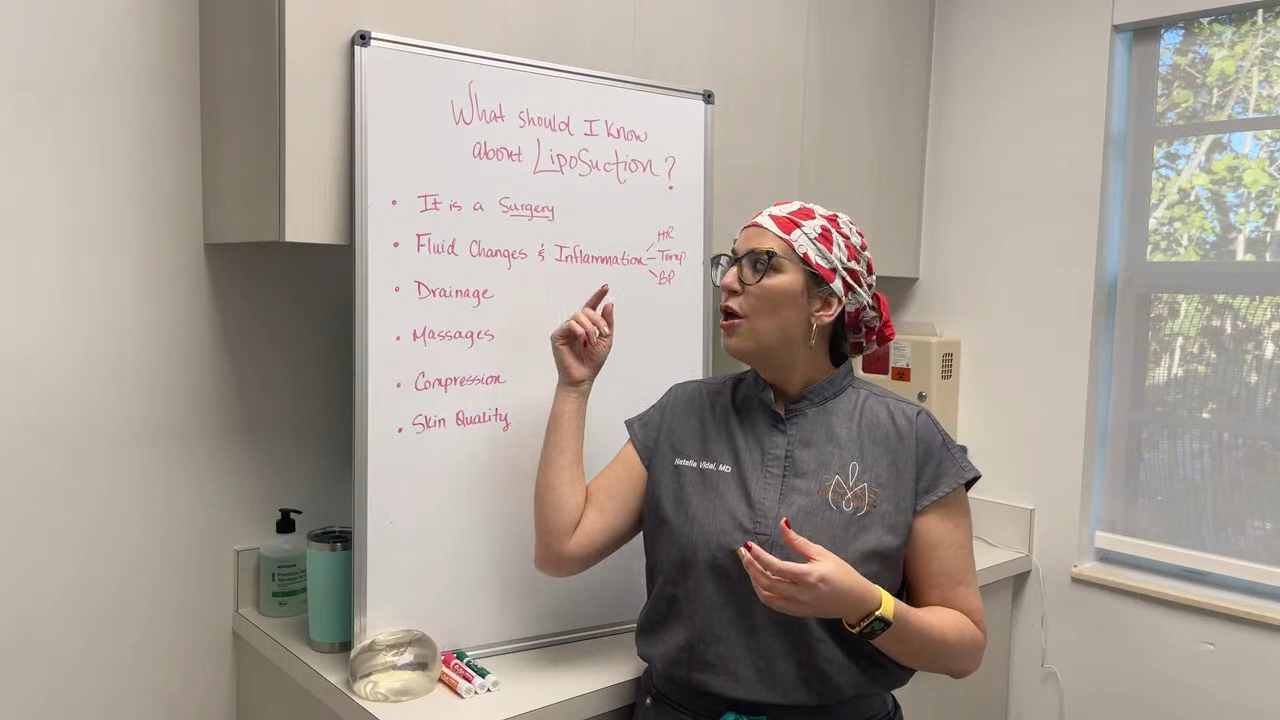 What should I Know
about LipoSuction?
• It is a Surgery
• Fluid Changes & Inflammation
HR
Temp
BP
• Drainage
• Massages
• Compression
• Skin Quality
Natalia Vidal, MD